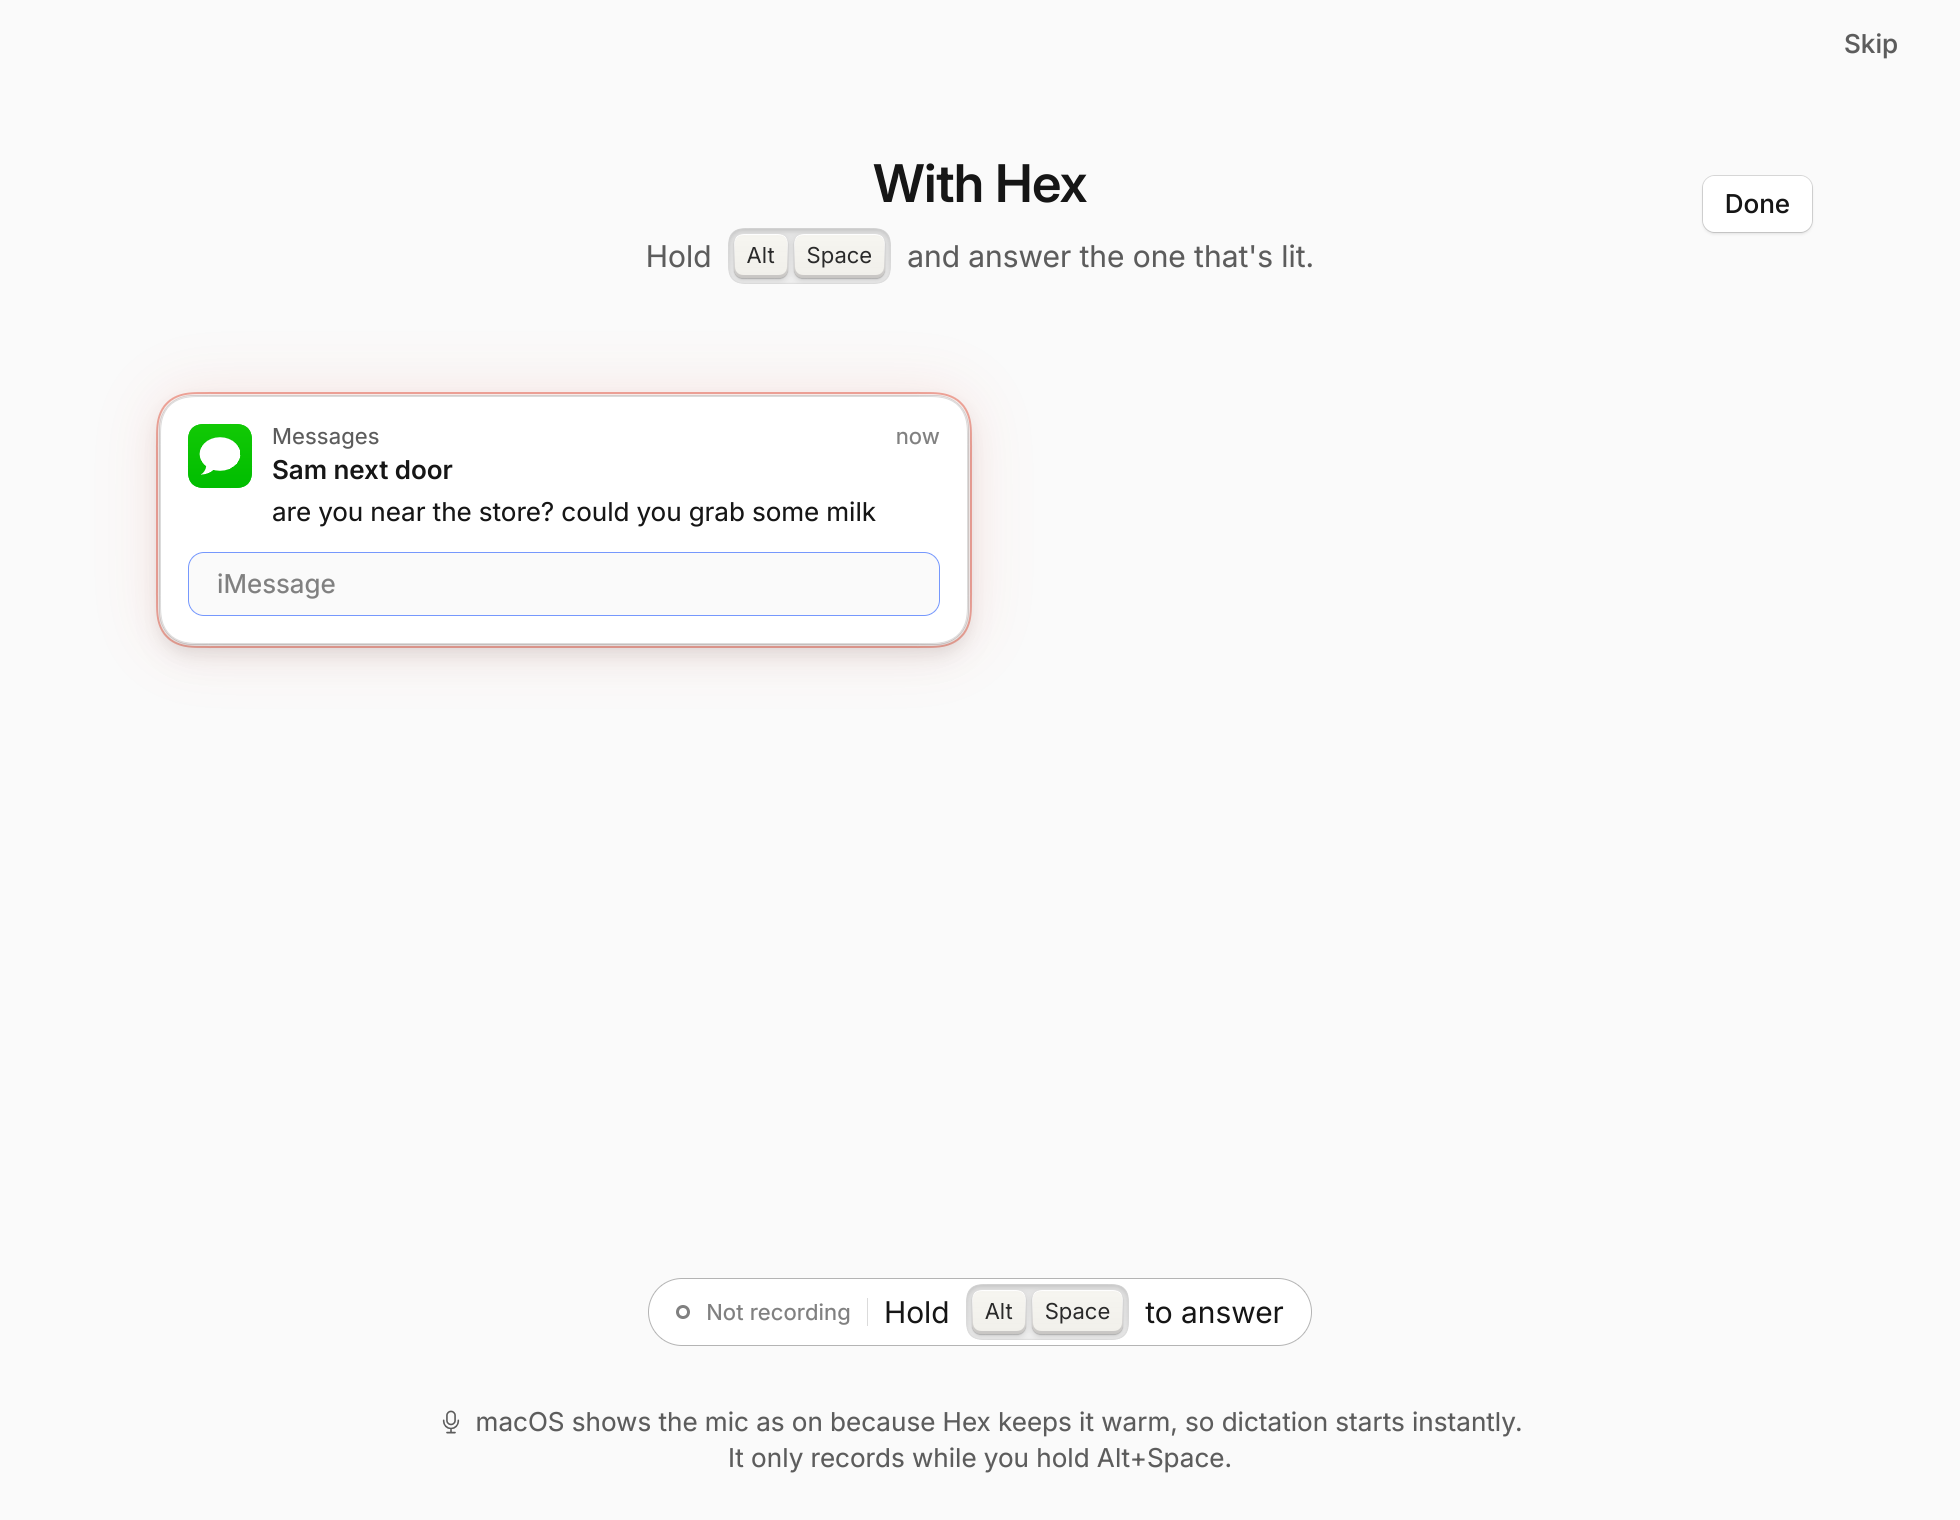 Skip
With Hex
Done
Hold Alt Space and answer the one that's lit.
Messages now
Sam next door
are you near the store? could you grab some milk
iMessage
Not recording Hold Alt Space to answer
macOS shows the mic as on because Hex keeps it warm, so dictation starts instantly.
It only records while you hold Alt+Space.